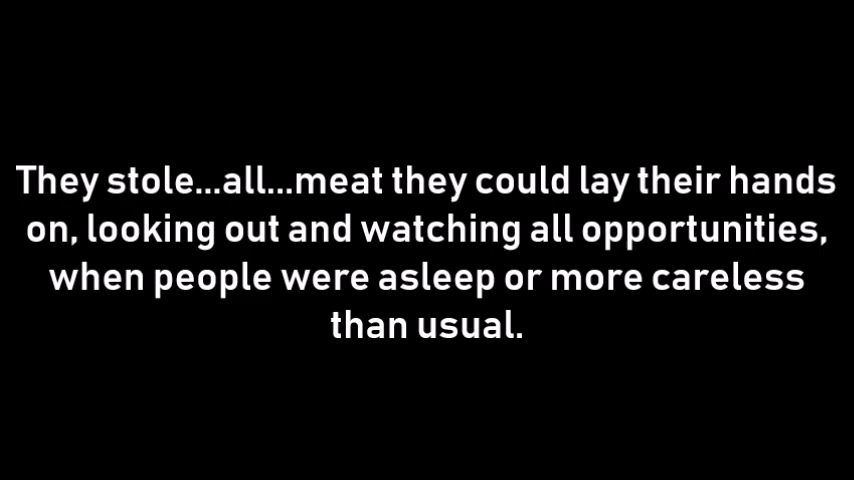 They stole...all...meat they could lay their hands
on, looking out and watching all opportunities,
when people were asleep or more careless
than usual.